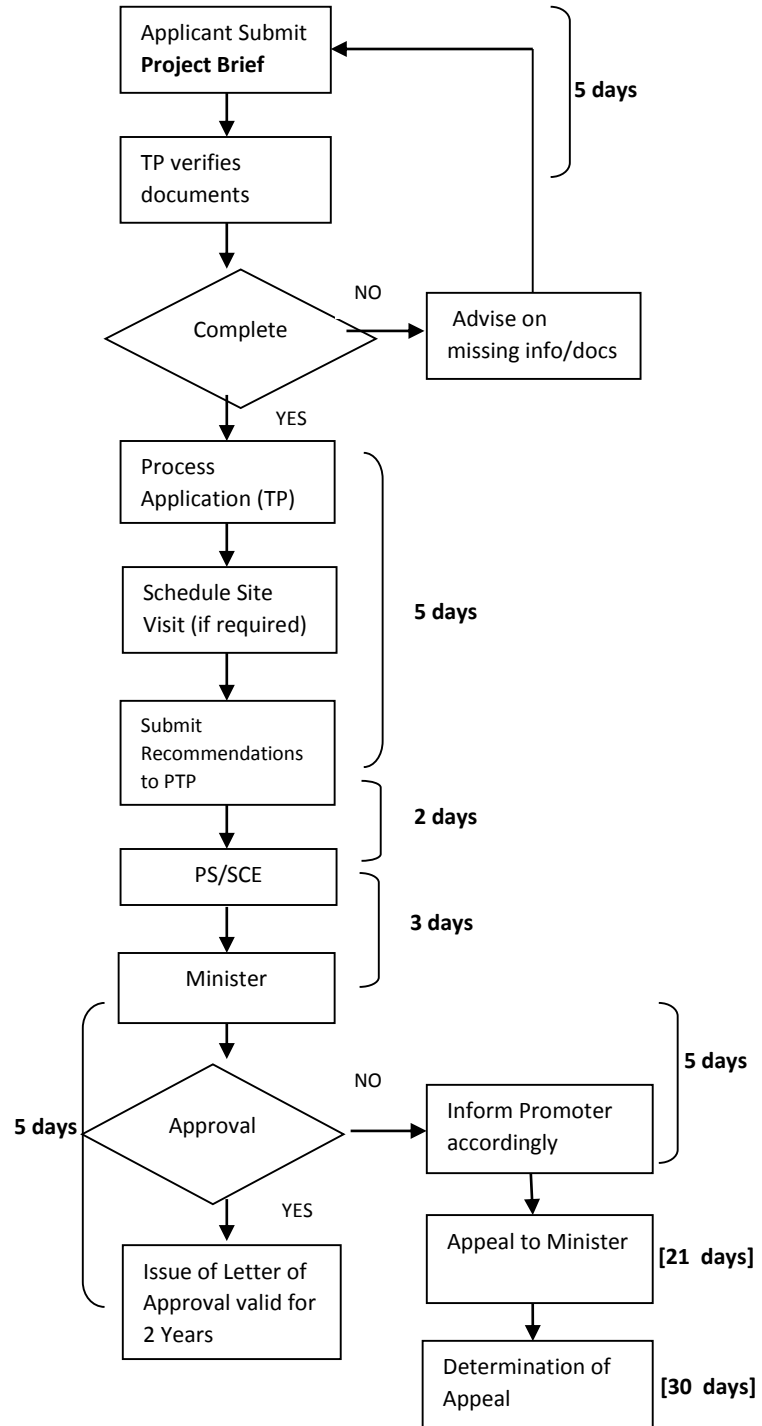 Applicant Submit
Project Brief
5 days
TP verifies
documents
NO
Complete
Advise on
missing info/docs
YES
Process
Application (TP)
Schedule Site
Visit (if required)
5 days
Submit
Recommendations
to PTP
2 days
PS/SCE
3 days
Minister
5 days
NO
Approval
Inform Promoter
accordingly
5 days
YES
Appeal to Minister
[21 days]
Issue of Letter of
Approval valid for
2 Years
Determination of
Appeal
[30 days]